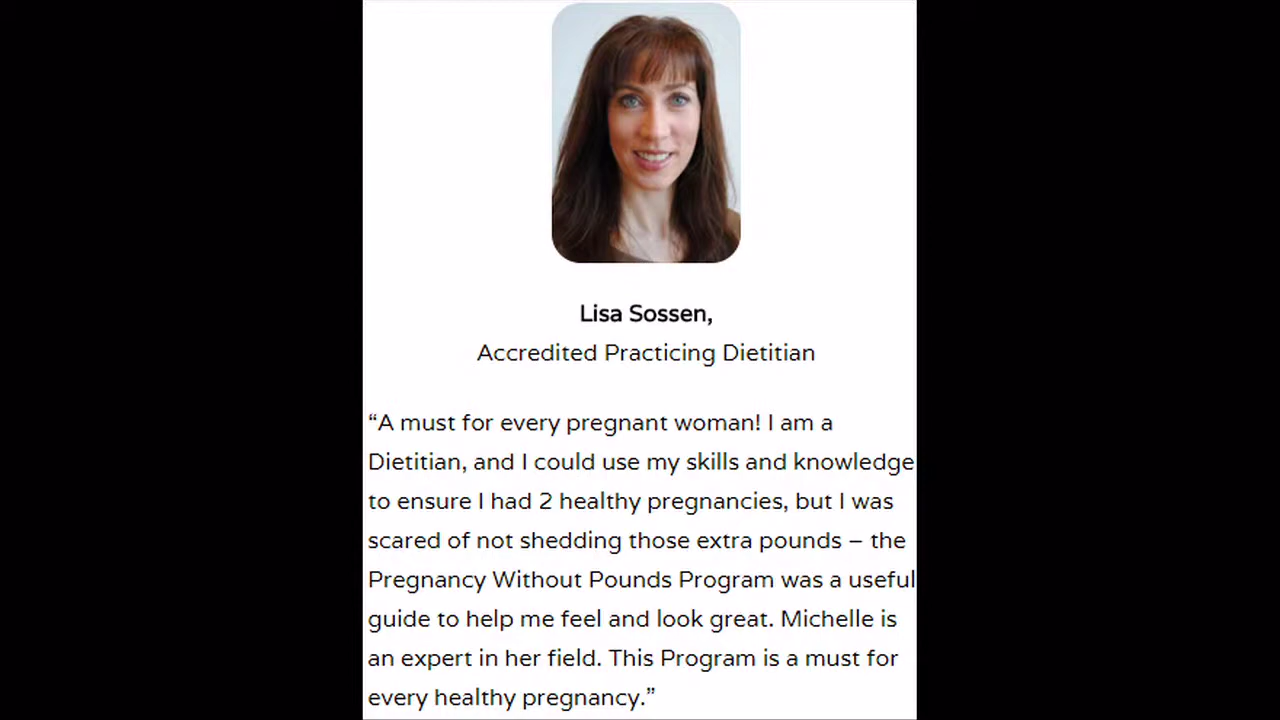 Lisa Sossen,
Accredited Practicing Dietitian
“A must for every pregnant woman! I am a
Dietitian, and I could use my skills and knowledge
to ensure I had 2 healthy pregnancies, but I was
scared of not shedding those extra pounds – the
Pregnancy Without Pounds Program was a useful
guide to help me feel and look great. Michelle is
an expert in her field. This Program is a must for
every healthy pregnancy.”